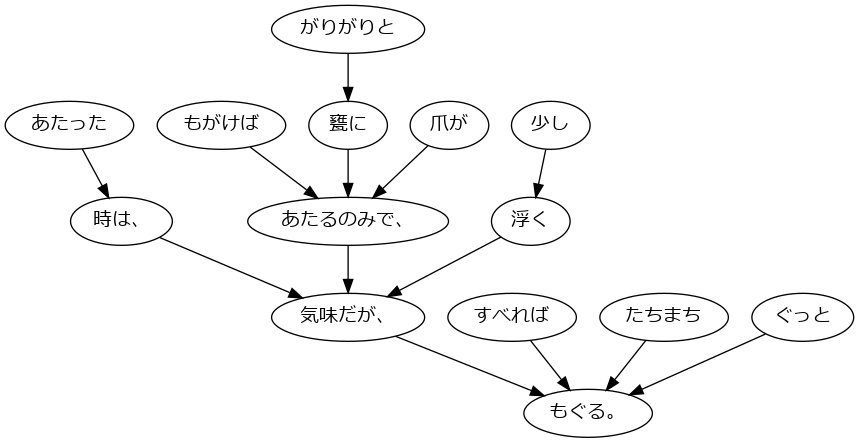 がりがりと
あたった
もがけば
甕に
爪が
少し
時は、
あたるのみで、
浮く
気味だが、
すべれば
たちまち
ぐっと
もぐる。